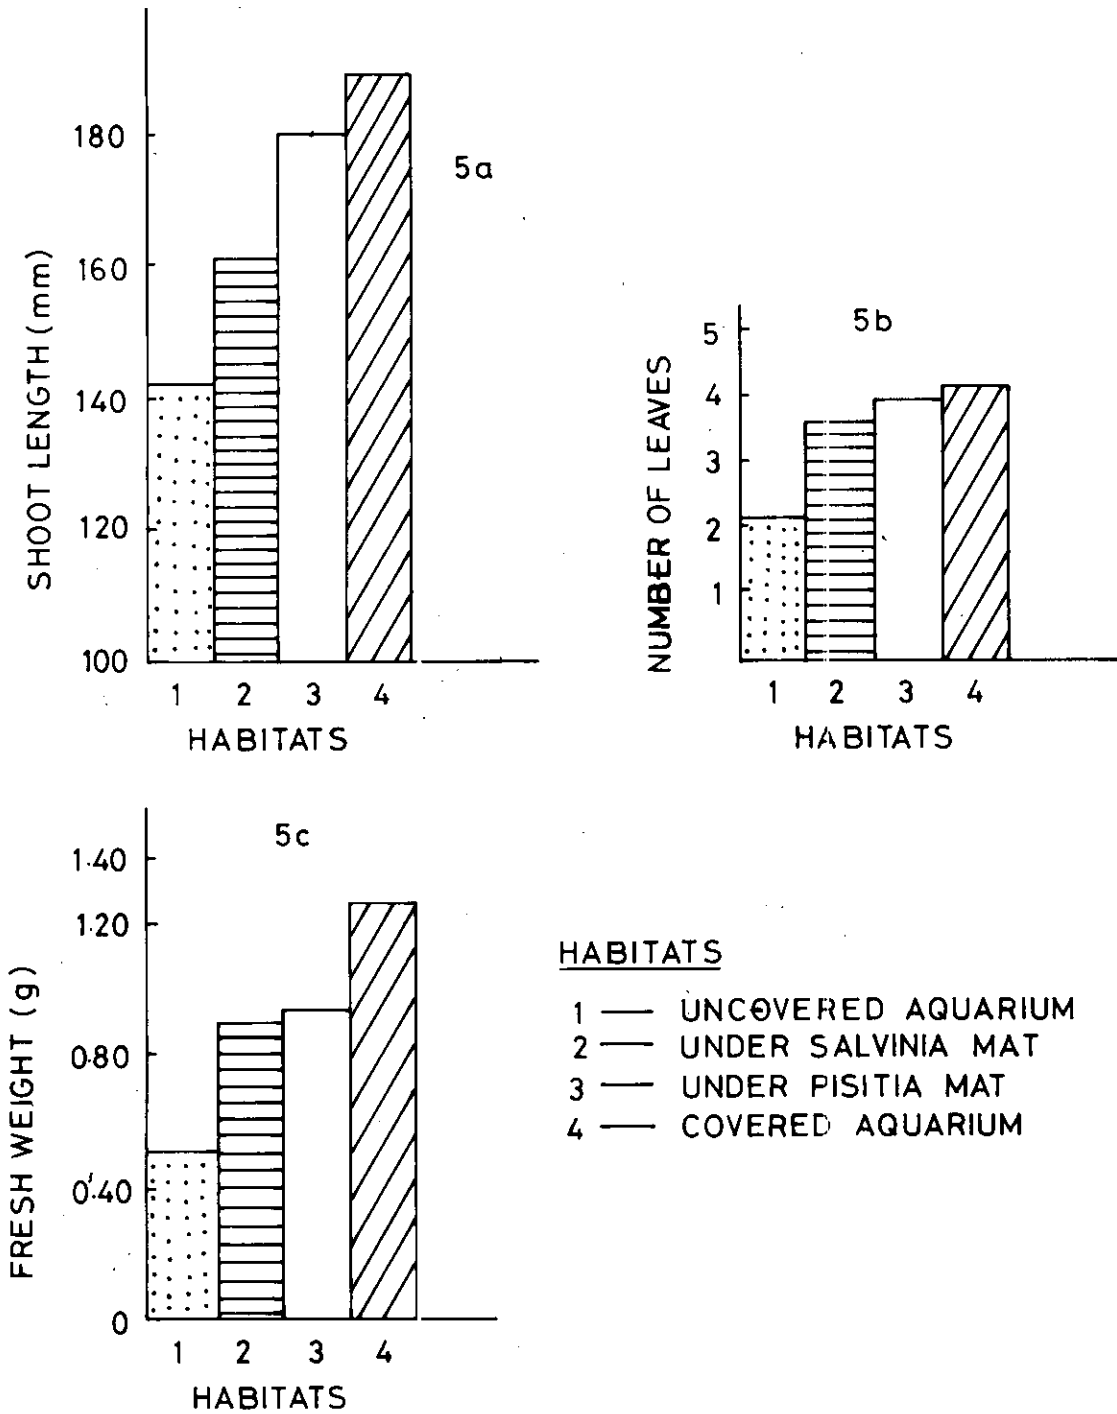 5a
SHOOT LENGTH (mm)
180
160
140
120
100
1 2 3 4
HABITATS
5b
NUMBER OF LEAVES
5
4
3
2
1
1 2 3 4
HABITATS
5c
FRESH WEIGHT (g)
1.40
1.20
0.80
0.40
0
1 2 3 4
HABITATS
HABITATS
1 — UNCOVERED AQUARIUM
2 — UNDER SALVINIA MAT
3 — UNDER PISITIA MAT
4 — COVERED AQUARIUM